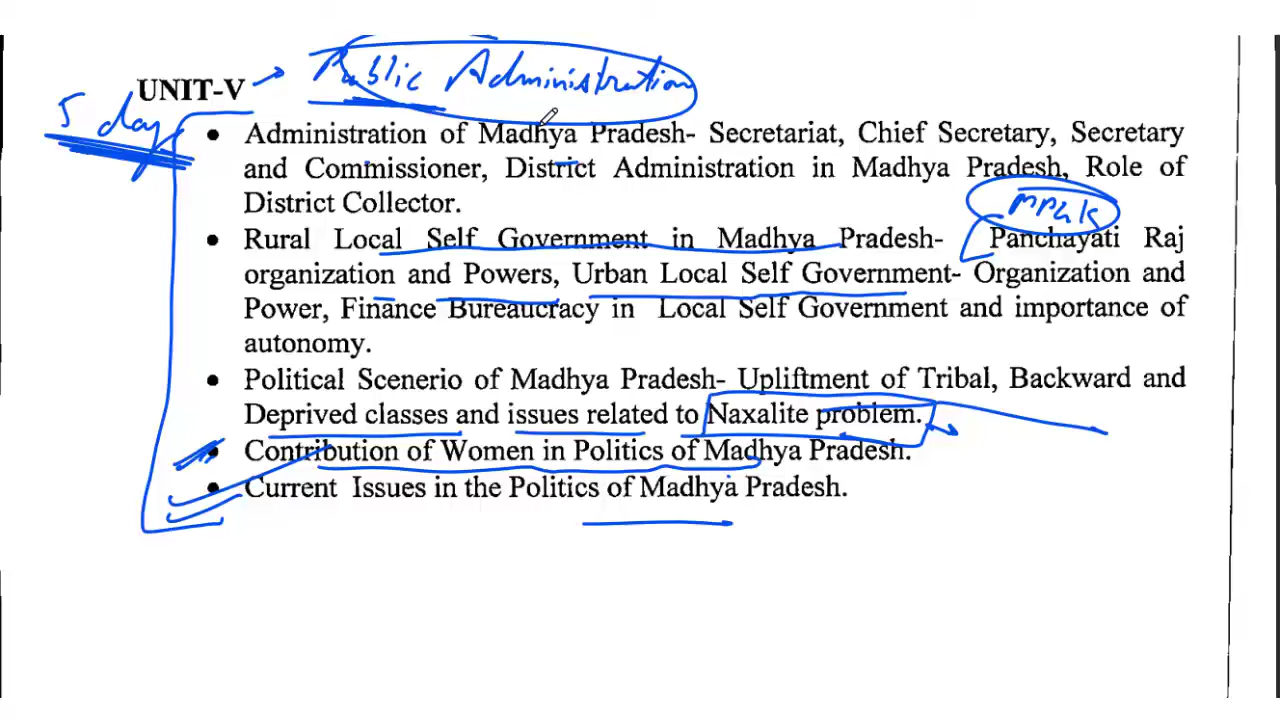 UNIT-V → Public Administration
5 day
• Administration of Madhya Pradesh- Secretariat, Chief Secretary, Secretary
and Commissioner, District Administration in Madhya Pradesh, Role of
District Collector.
MPGK
• Rural Local Self Government in Madhya Pradesh- Panchayati Raj
organization and Powers, Urban Local Self Government- Organization and
Power, Finance Bureaucracy in Local Self Government and importance of
autonomy.
• Political Scenerio of Madhya Pradesh- Upliftment of Tribal, Backward and
Deprived classes and issues related to Naxalite problem.
• Contribution of Women in Politics of Madhya Pradesh.
• Current Issues in the Politics of Madhya Pradesh.